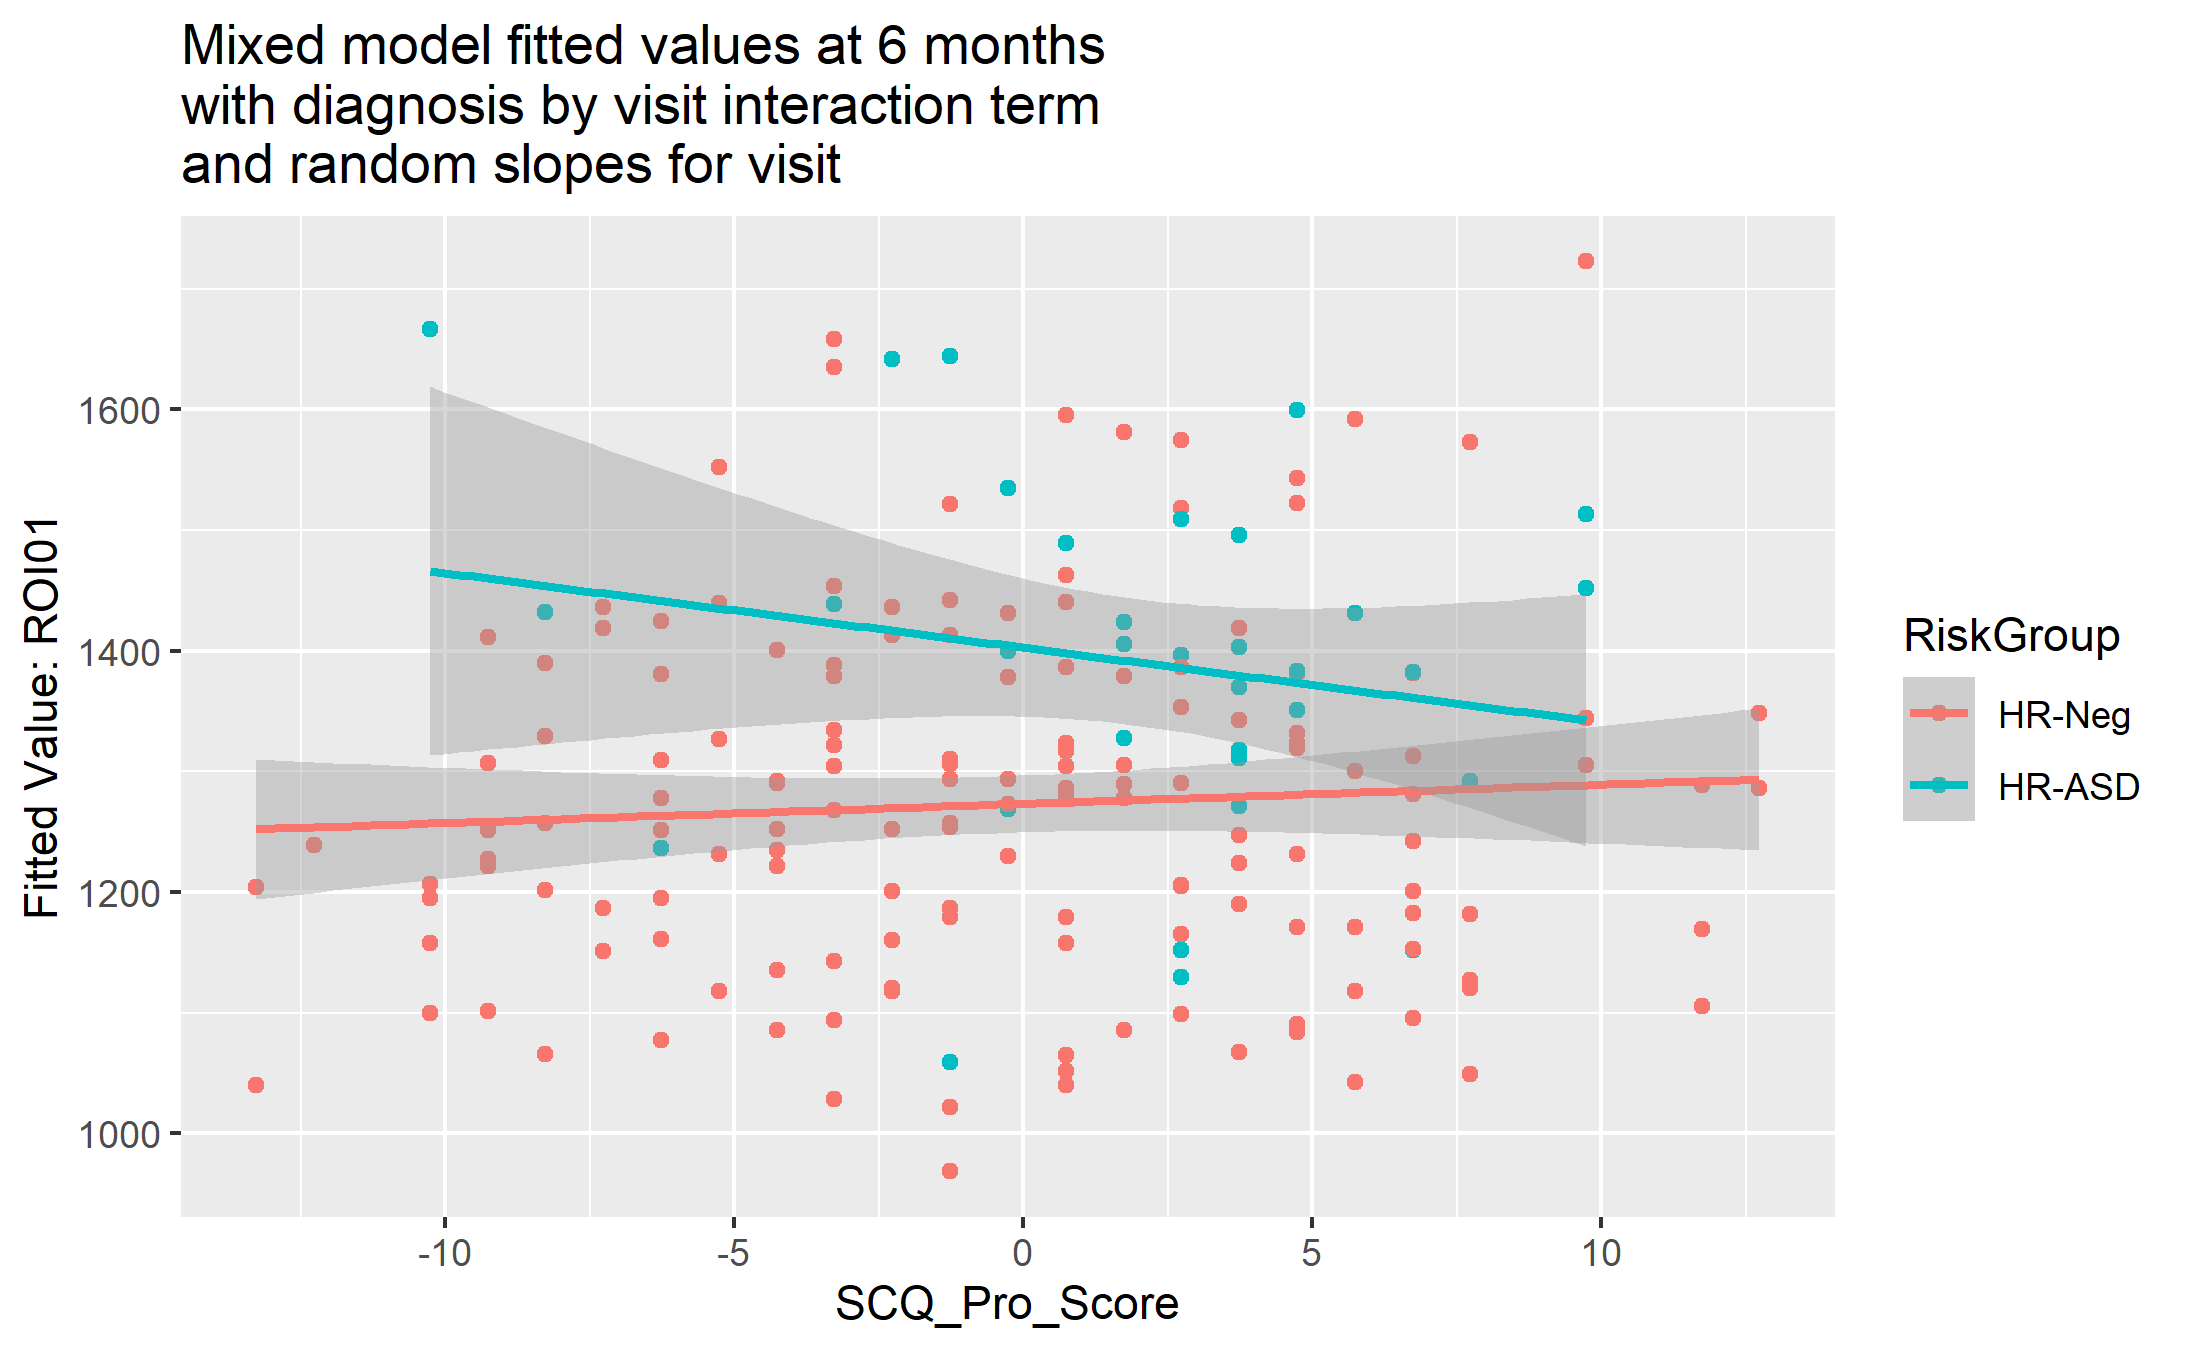 Mixed model fitted values at 6 months
with diagnosis by visit interaction term
and random slopes for visit
Fitted Value: ROI01
1600
1400
1200
1000
-10
-5
0
5
10
SCQ_Pro_Score
RiskGroup
HR-Neg
HR-ASD